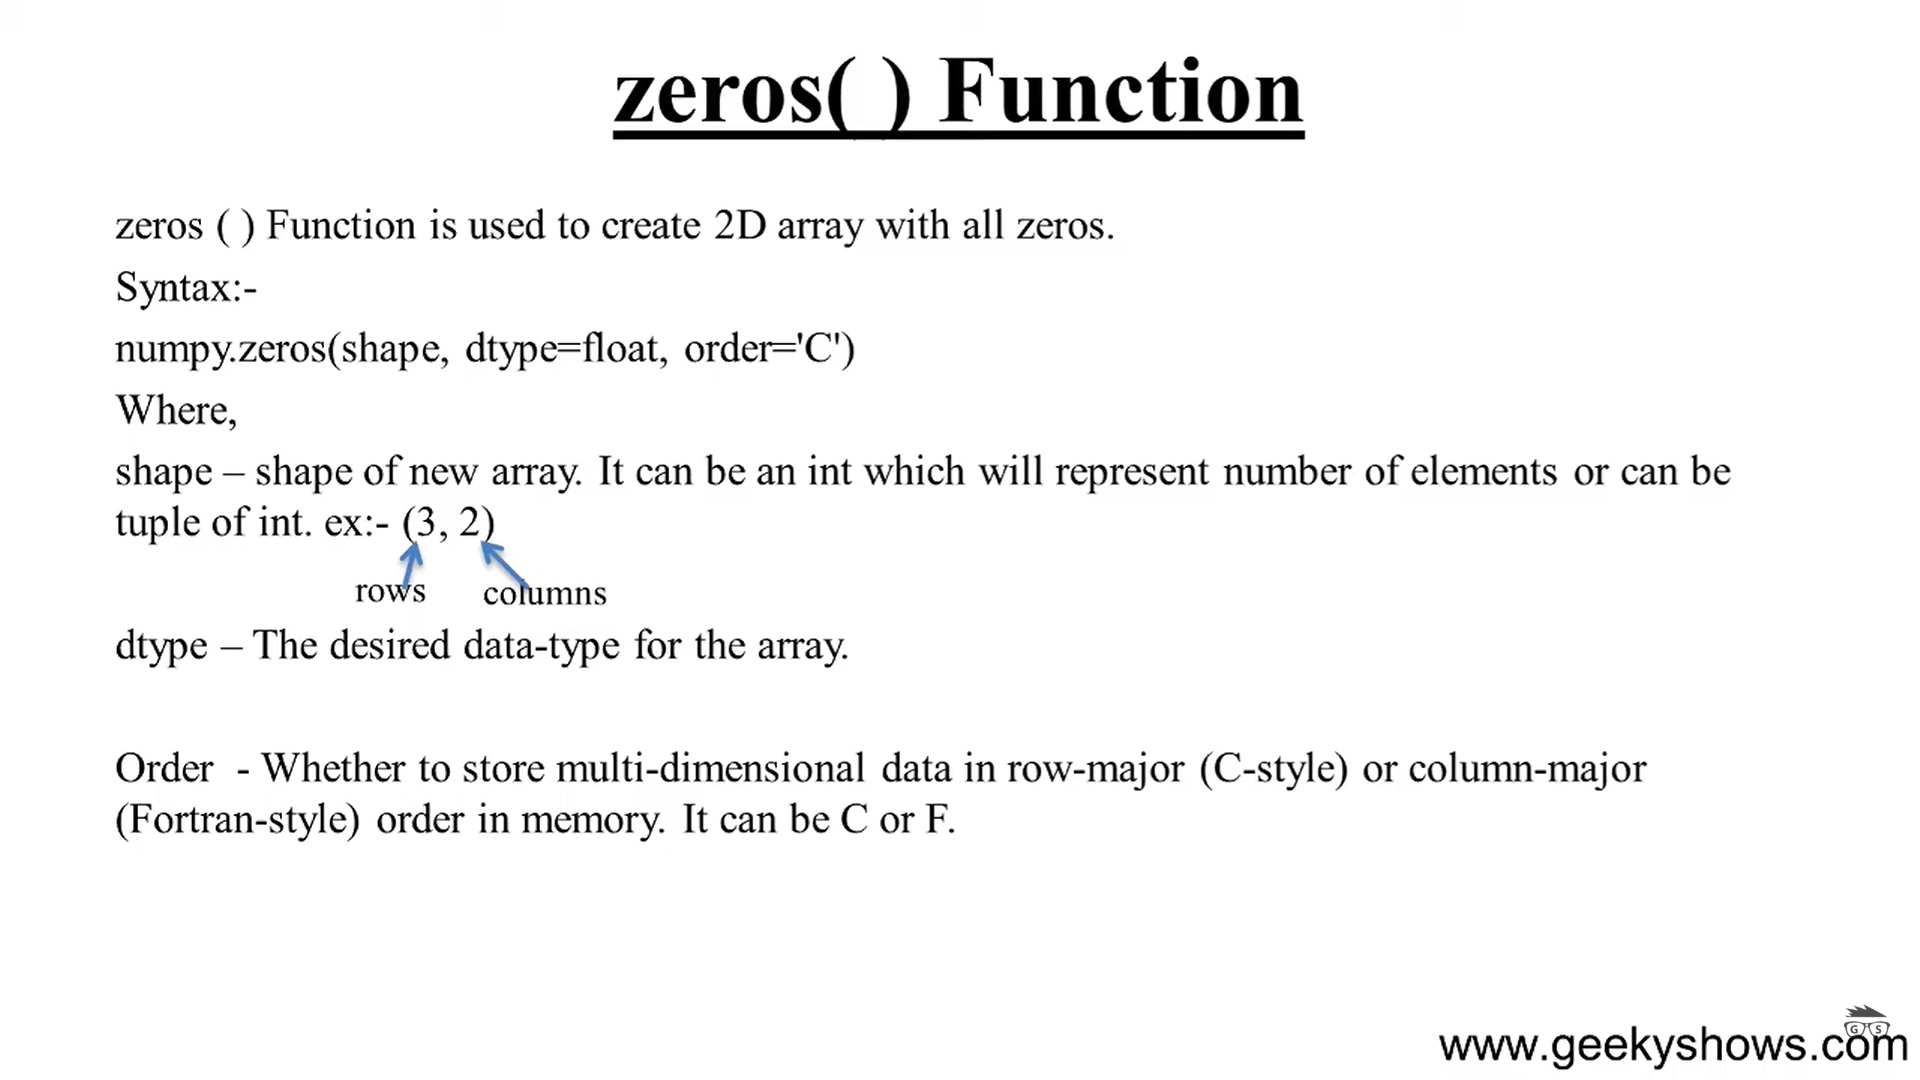 zeros( ) Function
zeros ( ) Function is used to create 2D array with all zeros.
Syntax:-
numpy.zeros(shape, dtype=float, order='C')
Where,
shape – shape of new array. It can be an int which will represent number of elements or can be
tuple of int. ex:- (3, 2)
rows columns
dtype – The desired data-type for the array.
Order - Whether to store multi-dimensional data in row-major (C-style) or column-major
(Fortran-style) order in memory. It can be C or F.
GS
www.geekyshows.com